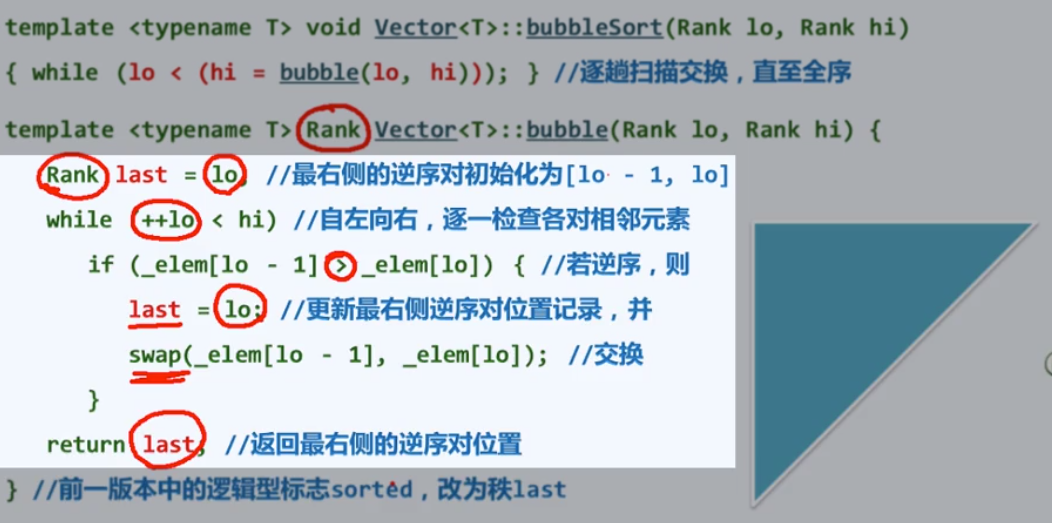 template <typename T> void Vector<T>::bubbleSort(Rank lo, Rank hi)
{ while (lo < (hi = bubble(lo, hi))); } //逐趟扫描交换，直至全序
template <typename T> Rank Vector<T>::bubble(Rank lo, Rank hi) {
Rank last = lo; //最右侧的逆序对初始化为[lo - 1, lo]
while (++lo < hi) //自左向右，逐一检查各对相邻元素
if (_elem[lo - 1] > _elem[lo]) { //若逆序，则
last = lo; //更新最右侧逆序对位置记录，并
swap(_elem[lo - 1], _elem[lo]); //交换
}
return last; //返回最右侧的逆序对位置
} //前一版本中的逻辑型标志sorted，改为秩last